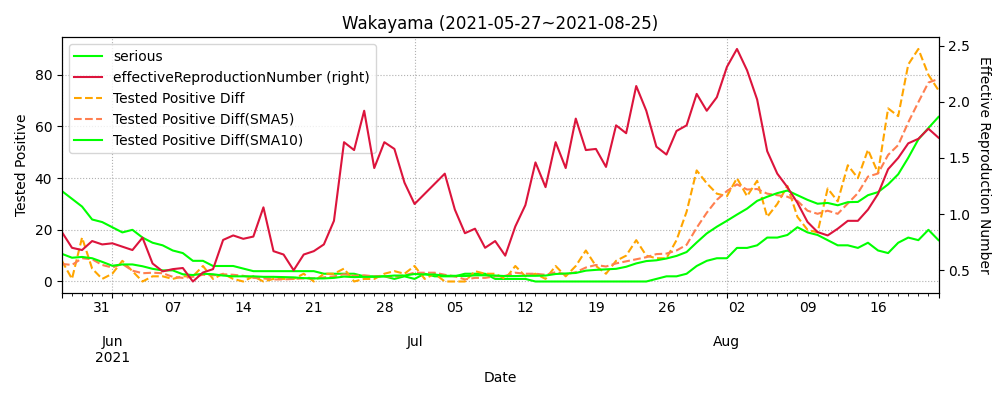 Wakayama (2021-05-27~2021-08-25)
serious
effectiveReproductionNumber (right)
Tested Positive Diff
Tested Positive Diff(SMA5)
Tested Positive Diff(SMA10)
Tested Positive
80
60
40
20
0
2.5
2.0
1.5
1.0
0.5
Effective Reproduction Number
31 07 14 21 28 05 12 19 26 02 09 16
Jun Jul Aug
2021
Date